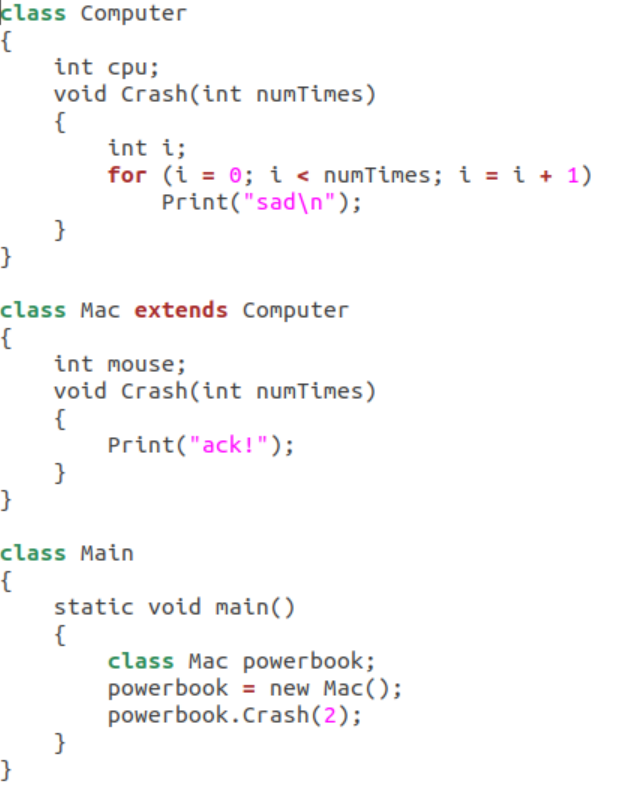 class Computer
{
    int cpu;
    void Crash(int numTimes)
    {
        int i;
        for (i = 0; i < numTimes; i = i + 1)
            Print("sad\n");
    }
}

class Mac extends Computer
{
    int mouse;
    void Crash(int numTimes)
    {
        Print("ack!");
    }
}

class Main
{
    static void main()
    {
        class Mac powerbook;
        powerbook = new Mac();
        powerbook.Crash(2);
    }
}